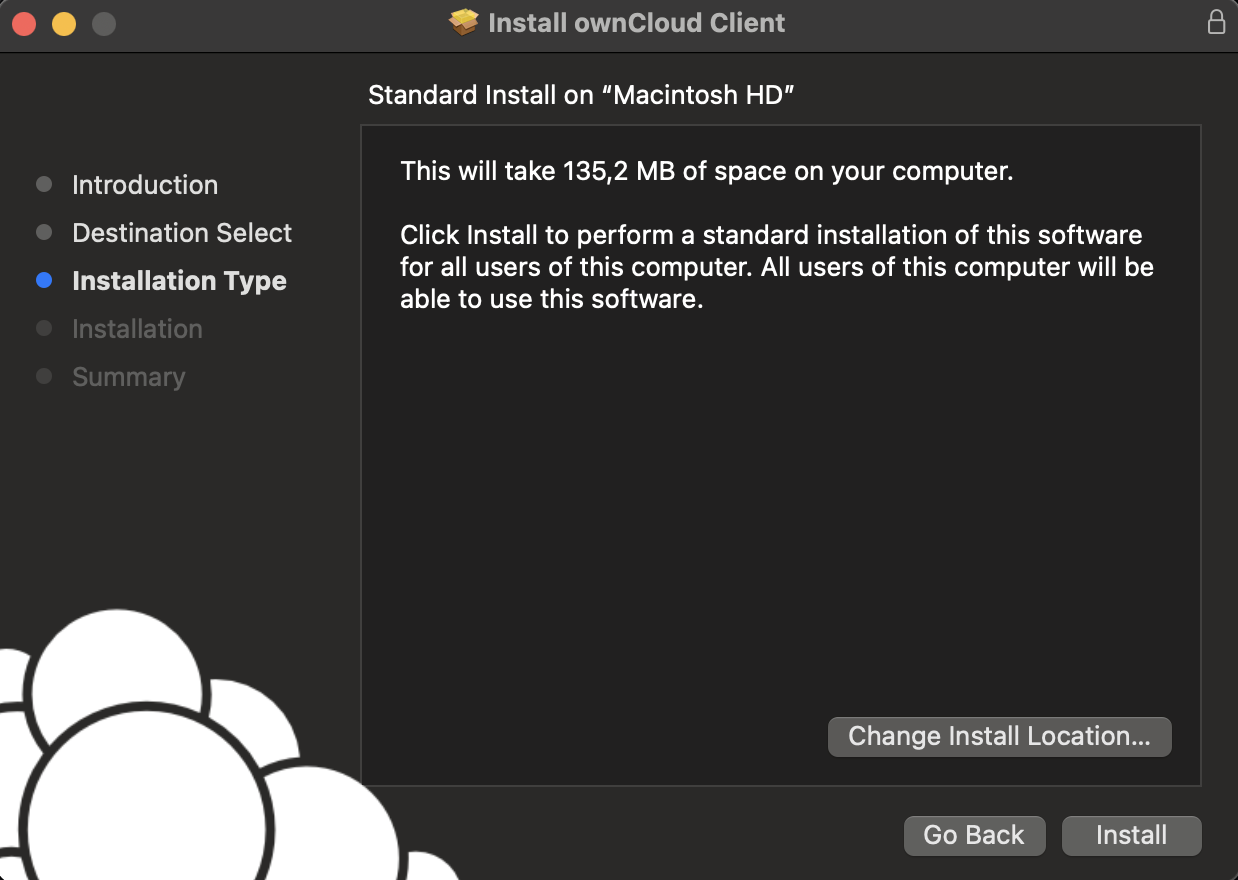 Install ownCloud Client
Standard Install on “Macintosh HD”
Introduction
Destination Select
Installation Type
Installation
Summary
This will take 135,2 MB of space on your computer.
Click Install to perform a standard installation of this software
for all users of this computer. All users of this computer will be
able to use this software.
Change Install Location...
Go Back
Install